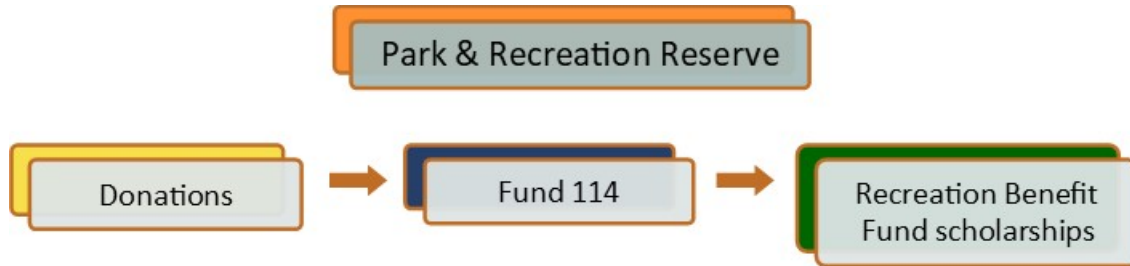 Park & Recreation Reserve
Donations
Fund 114
Recreation Benefit
Fund scholarships